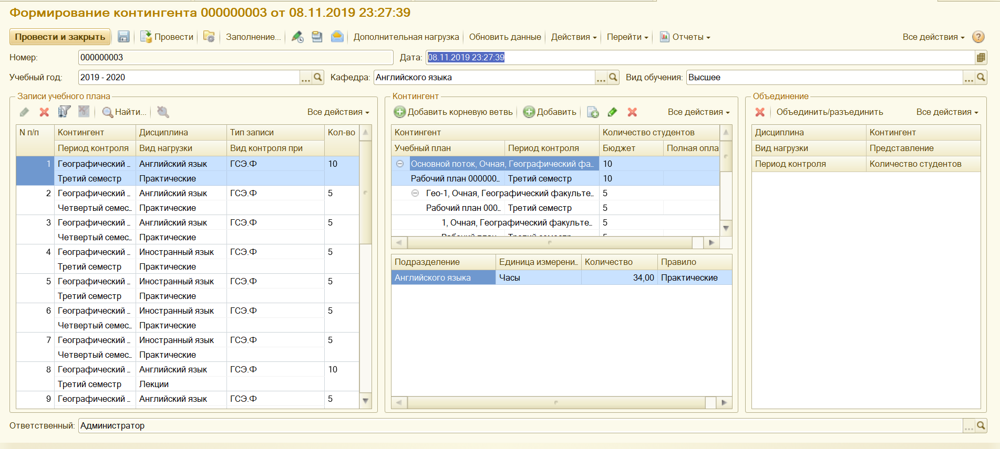 Формирование контингента 000000003 от 08.11.2019 23:27:39
Провести и закрыть Провести Заполнение... Дополнительная нагрузка Обновить данные Действия Перейти Отчеты Все действия ?
Номер: 000000003 Дата: 08.11.2019 23:27:39
Учебный год: 2019 - 2020 ... Кафедра: Английского языка ... Вид обучения: Высшее ...
Записи учебного плана
Найти... Все действия
N п/п Контингент Дисциплина Тип записи Кол-во
Период контроля Вид нагрузки Вид контроля при
1 Географический ... Английский язык ГСЭ.Ф 10
Третий семестр Практические
2 Географический ... Английский язык ГСЭ.Ф 5
Четвертый семес... Практические
3 Географический ... Английский язык ГСЭ.Ф 5
Четвертый семес... Практические
4 Географический ... Иностранный язык ГСЭ.Ф 5
Третий семестр Практические
5 Географический ... Иностранный язык ГСЭ.Ф 5
Третий семестр Практические
6 Географический ... Иностранный язык ГСЭ.Ф 5
Четвертый семес... Практические
7 Географический ... Иностранный язык ГСЭ.Ф 5
Четвертый семес... Практические
8 Географический ... Английский язык ГСЭ.Ф 10
Третий семестр Лекции
9 Географический ... Английский язык ГСЭ.Ф 5
Контингент
Добавить корневую ветвь Добавить Все действия
Контингент Количество студентов
Учебный план Период контроля Бюджет Полная опла
Основной поток, Очная, Географический фа... 10
Рабочий план 000000... Третий семестр 10
Гео-1, Очная, Географический факульте... 5
Рабочий план 000... Третий семестр 5
1, Очная, Географический факульте... 5
Рабочий план Третий семестр 5
Подразделение Единица измерени... Количество Правило
Английского языка Часы 34,00 Практические
Объединение
Объединить/разъединить Все действия
Дисциплина Контингент
Вид нагрузки Представление
Период контроля Количество студентов
Ответственный: Администратор ...